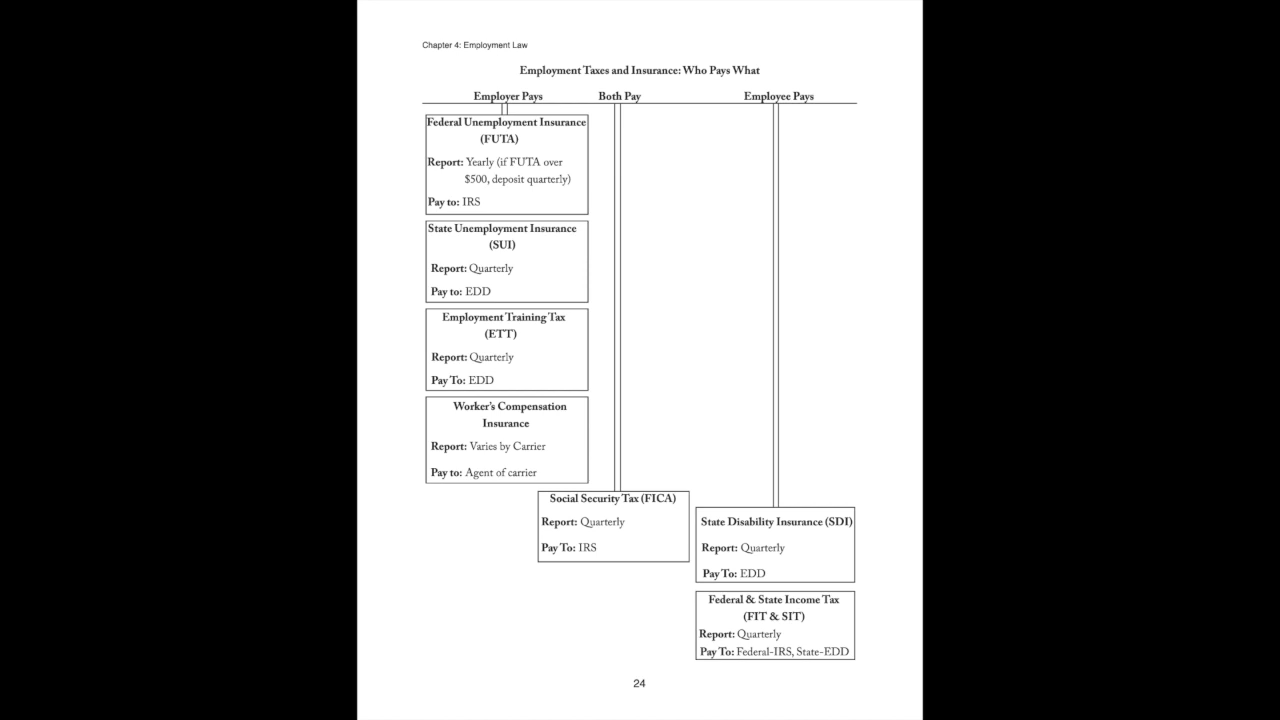 Chapter 4: Employment Law
Employment Taxes and Insurance: Who Pays What
Employer Pays
Both Pay
Employee Pays
Federal Unemployment Insurance
(FUTA)
Report: Yearly (if FUTA over
$500, deposit quarterly)
Pay to: IRS
State Unemployment Insurance
(SUI)
Report: Quarterly
Pay to: EDD
Employment Training Tax
(ETT)
Report: Quarterly
Pay To: EDD
Worker's Compensation
Insurance
Report: Varies by Carrier
Pay to: Agent of carrier
Social Security Tax (FICA)
Report: Quarterly
Pay To: IRS
State Disability Insurance (SDI)
Report: Quarterly
Pay To: EDD
Federal & State Income Tax
(FIT & SIT)
Report: Quarterly
Pay To: Federal-IRS, State-EDD
24